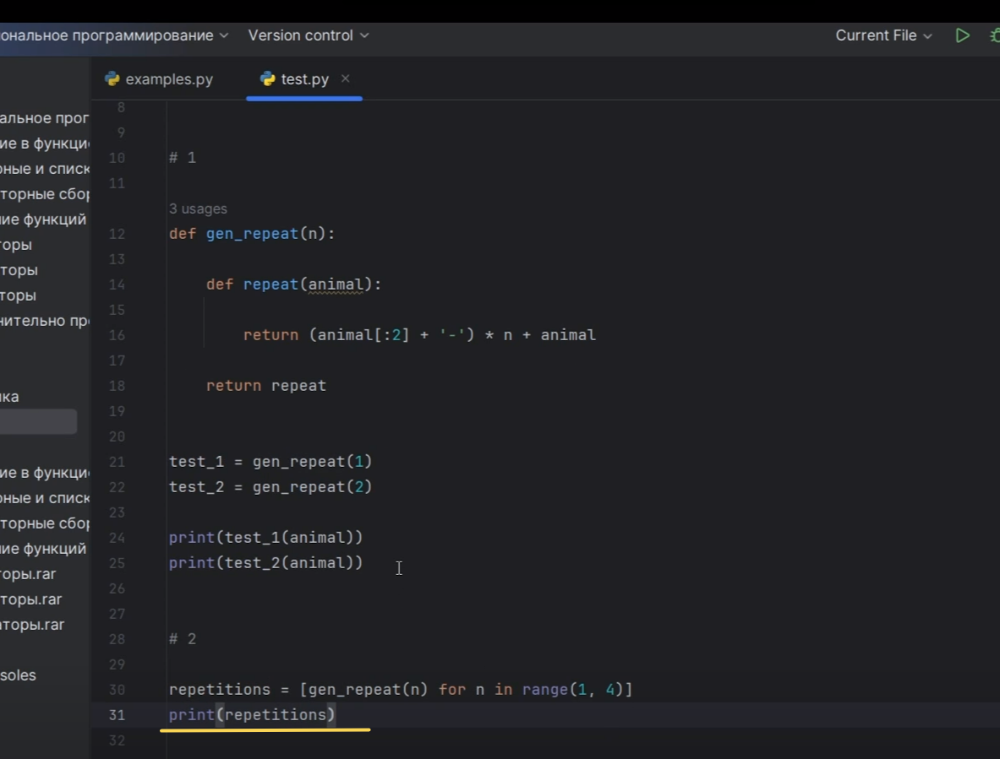 ональное программирование Version control Current File
examples.py test.py
8
альное прог
9
ие в функци
10 # 1
рные и списк
11
торные сбор
3 usages
ие функций
12 def gen_repeat(n):
торы
13
торы
14 def repeat(animal):
торы
15
нительно пр
16 return (animal[:2] + '-') * n + animal
17
18 return repeat
ка
19
20
21 test_1 = gen_repeat(1)
ие в функци
22 test_2 = gen_repeat(2)
рные и списк
23
торные сбор
24 print(test_1(animal))
ие функций
25 print(test_2(animal))
оры.rar
26
торы.rar
27
торы.rar
28 # 2
29
soles
30 repetitions = [gen_repeat(n) for n in range(1, 4)]
31 print(repetitions)
32